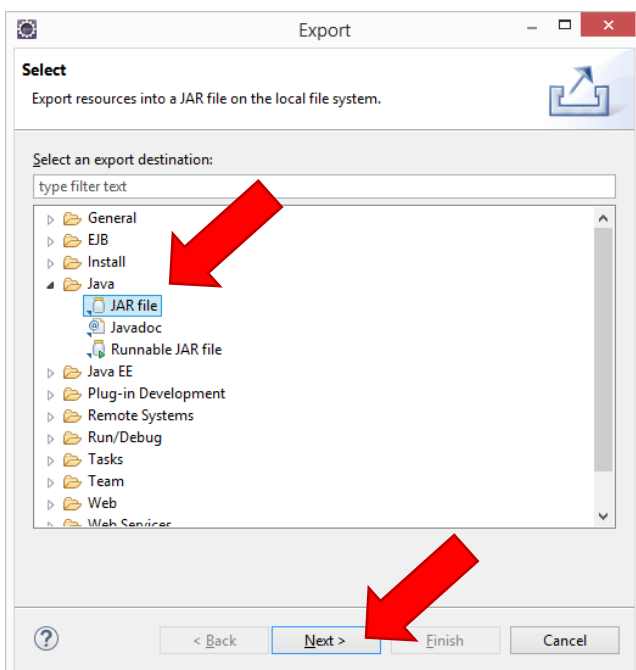 Export
Select
Export resources into a JAR file on the local file system.
Select an export destination:
type filter text
General
EJB
Install
Java
JAR file
Javadoc
Runnable JAR file
Java EE
Plug-in Development
Remote Systems
Run/Debug
Tasks
Team
Web
Web Services
< Back Next > Finish Cancel